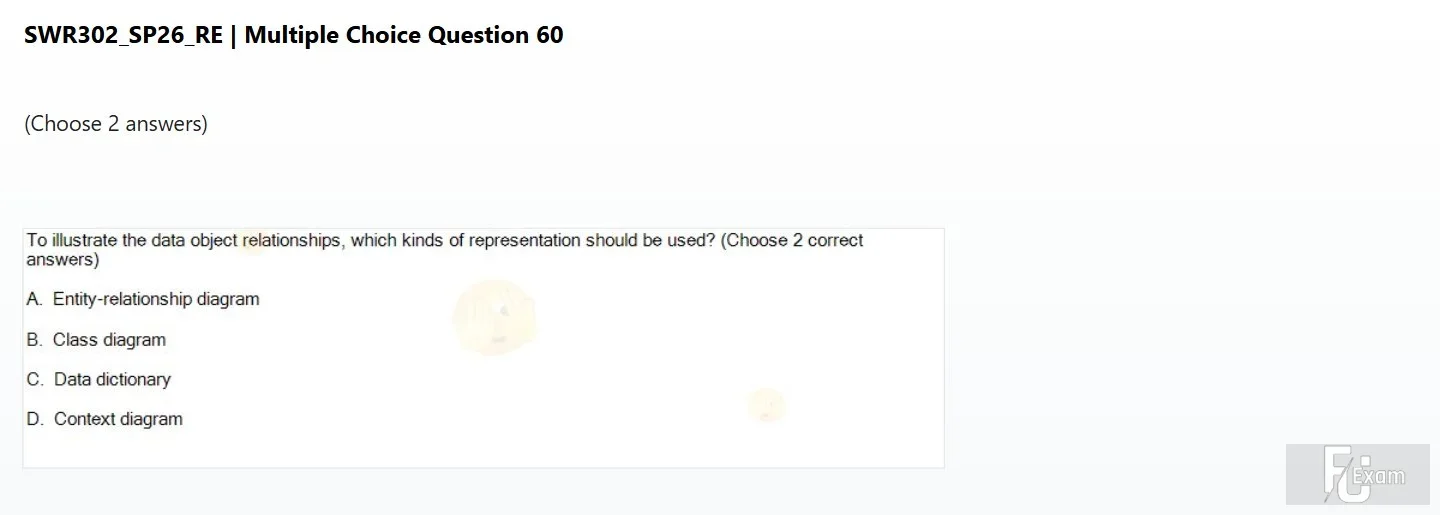 SWR302_SP26_RE | Multiple Choice Question 60
(Choose 2 answers)
To illustrate the data object relationships, which kinds of representation should be used? (Choose 2 correct
answers)
A. Entity-relationship diagram
B. Class diagram
C. Data dictionary
D. Context diagram
FU Exam